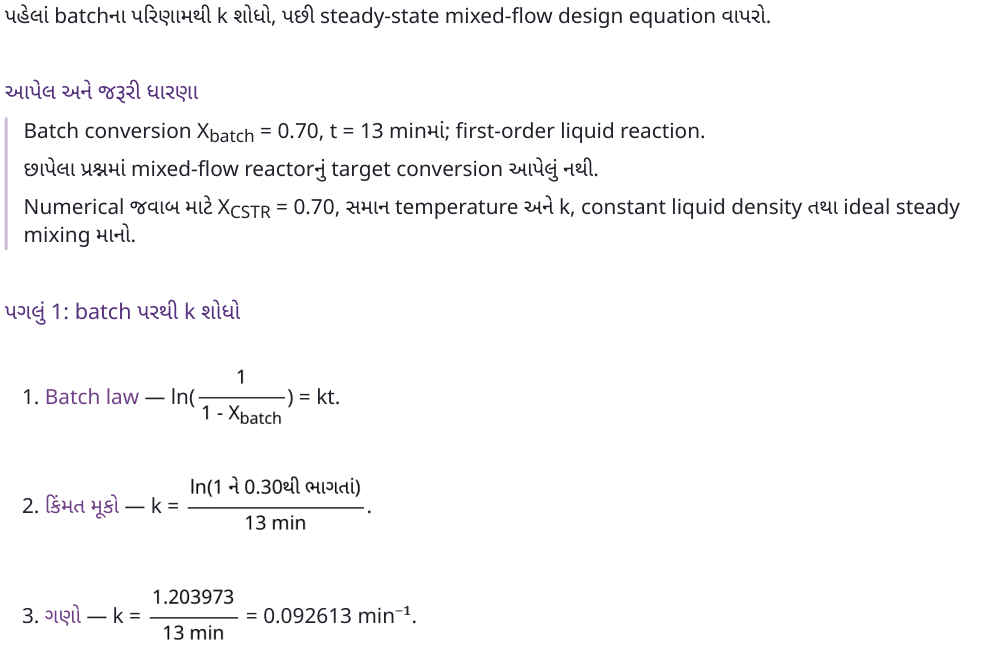 પહેલાં batchના પરિણામથી k શોધો, પછી steady-state mixed-flow design equation વાપરો.
આપેલ અને જરૂરી ધારણા
Batch conversion X_batch = 0.70, t = 13 minમાં; first-order liquid reaction.
છાપેલા પ્રશ્નમાં mixed-flow reactorનું target conversion આપેલું નથી.
Numerical જવાબ માટે X_CSTR = 0.70, સમાન temperature અને k, constant liquid density તથા ideal steady
mixing માનો.
પગલું 1: batch પરથી k શોધો
1. Batch law — ln(1 / (1 - X_batch)) = kt.
2. કિંમત મૂકો — k = ln(1 ને 0.30થી ભાગતાં) / 13 min.
3. ગણો — k = 1.203973 / 13 min = 0.092613 min⁻¹.